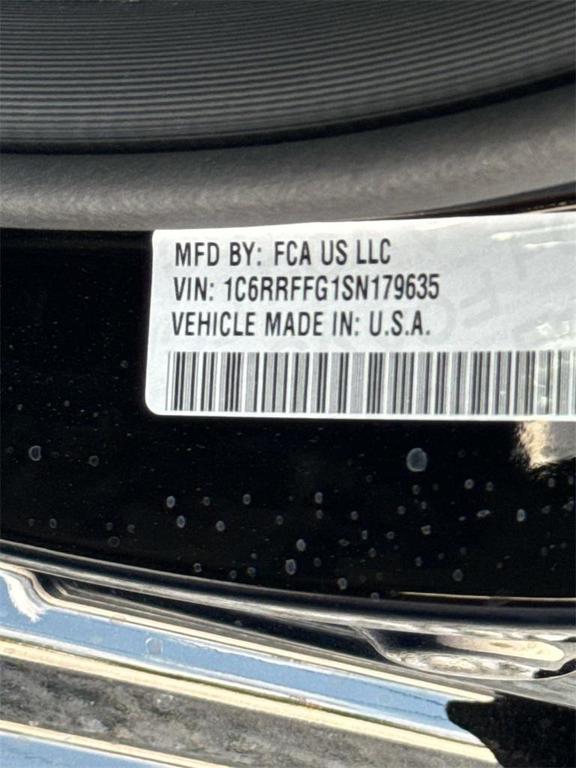 MFD BY: FCA US LLC
VIN: 1C6RRFFG1SN179635
VEHICLE MADE IN: U.S.A.